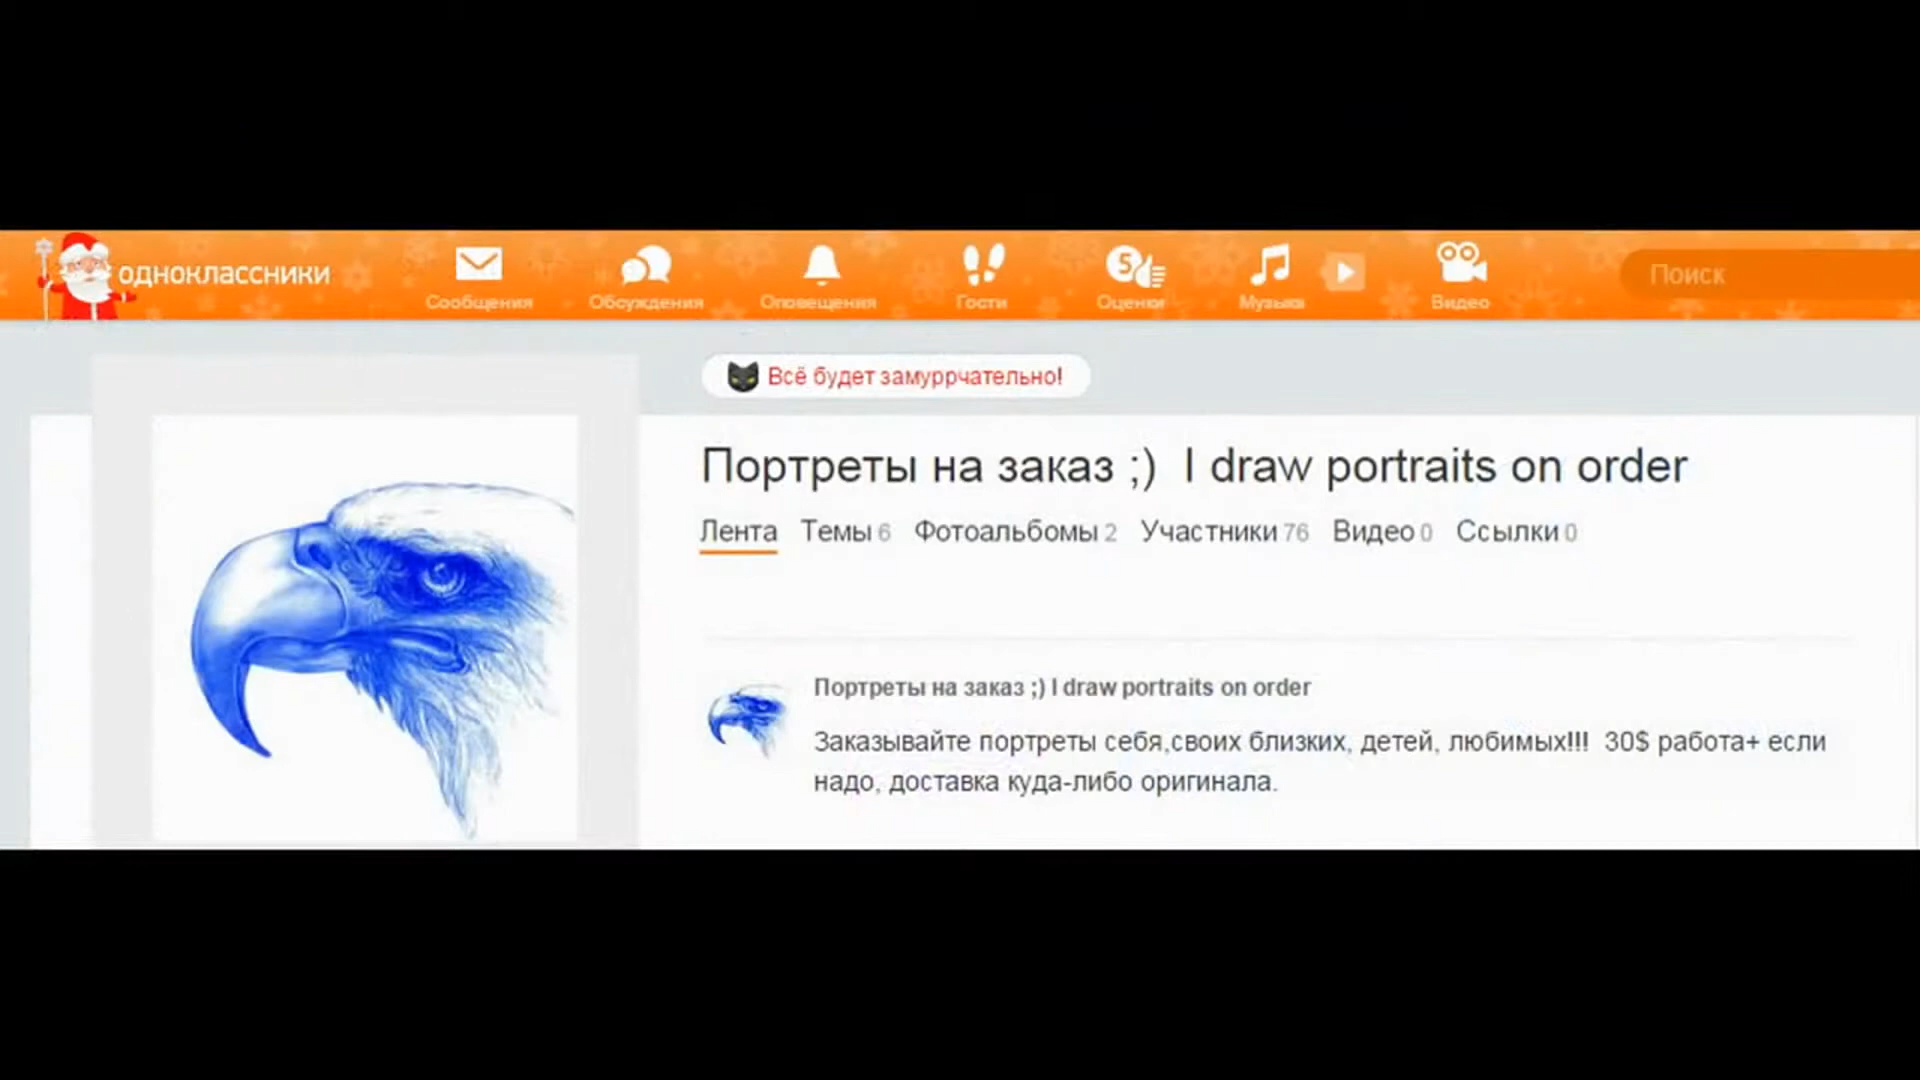 одноклассники
Сообщения
Обсуждения
Оповещения
Гости
5
Оценки
Музыка
Видео
Поиск
Всё будет замуррчательно!
Портреты на заказ ;) I draw portraits on order
Лента Темы 6 Фотоальбомы 2 Участники 76 Видео 0 Ссылки 0
Портреты на заказ ;) I draw portraits on order
Заказывайте портреты себя,своих близких, детей, любимых!!! 30$ работа+ если
надо, доставка куда-либо оригинала.